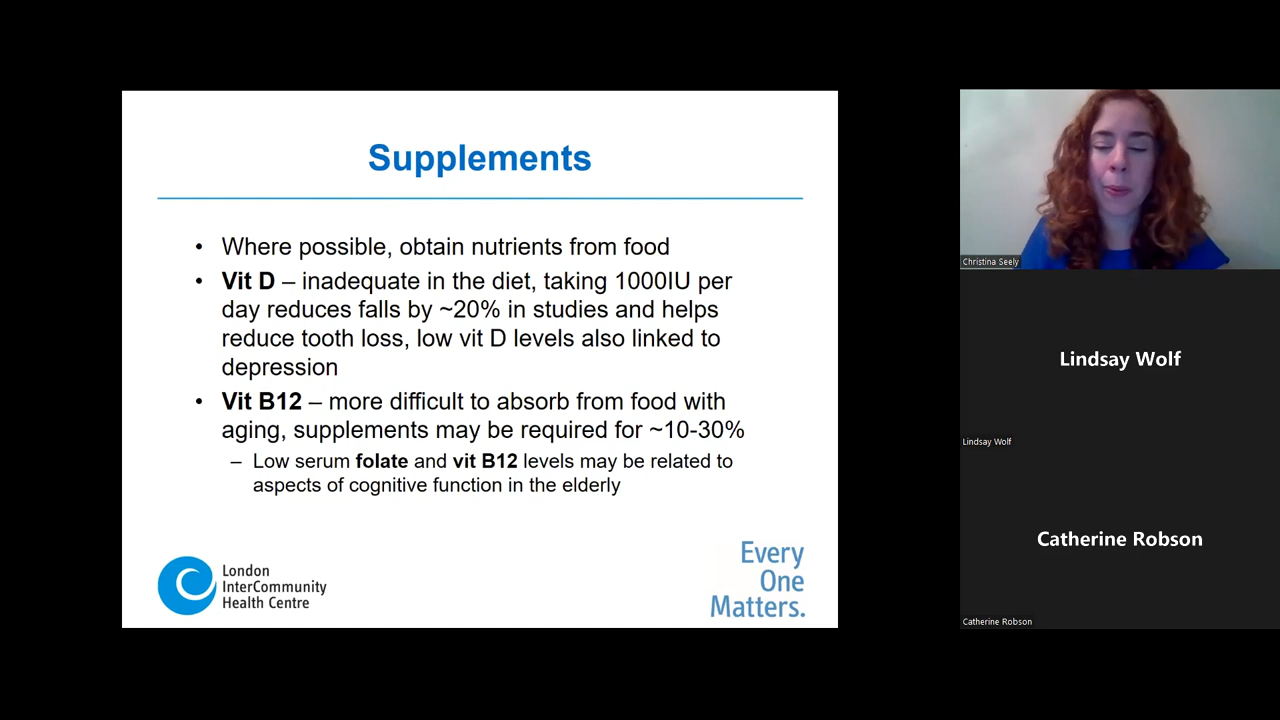 Supplements
• Where possible, obtain nutrients from food
• Vit D – inadequate in the diet, taking 1000IU per
day reduces falls by ~20% in studies and helps
reduce tooth loss, low vit D levels also linked to
depression
• Vit B12 – more difficult to absorb from food with
aging, supplements may be required for ~10-30%
– Low serum folate and vit B12 levels may be related to
aspects of cognitive function in the elderly
London
InterCommunity
Health Centre
Every
One
Matters.
Christina Seely
Lindsay Wolf
Lindsay Wolf
Catherine Robson
Catherine Robson